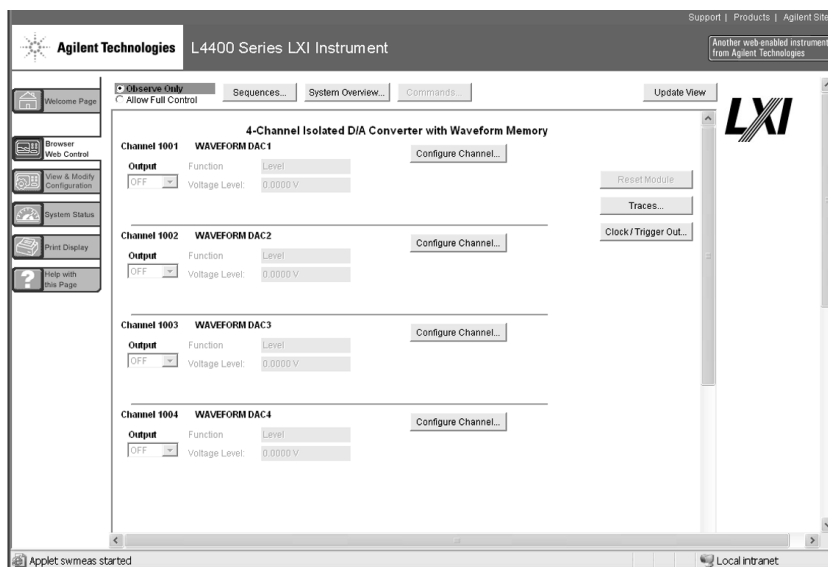 Support | Products | Agilent Site
Agilent Technologies
L4400 Series LXI Instrument
Another web-enabled instrument
from Agilent Technologies
Welcome Page
Browser
Web Control
View & Modify
Configuration
System Status
Print Display
Help with
this Page
Observe Only
Allow Full Control
Sequences...
System Overview...
Commands...
Update View
LXI
4-Channel Isolated D/A Converter with Waveform Memory
Channel 1001 WAVEFORM DAC1
Configure Channel...
Output Function Level
OFF Voltage Level: 0.0000 V
Reset Module
Traces...
Clock / Trigger Out...
Channel 1002 WAVEFORM DAC2
Configure Channel...
Output Function Level
OFF Voltage Level: 0.0000 V
Channel 1003 WAVEFORM DAC3
Configure Channel...
Output Function Level
OFF Voltage Level: 0.0000 V
Channel 1004 WAVEFORM DAC4
Configure Channel...
Output Function Level
OFF Voltage Level: 0.0000 V
Applet swmeas started
Local intranet